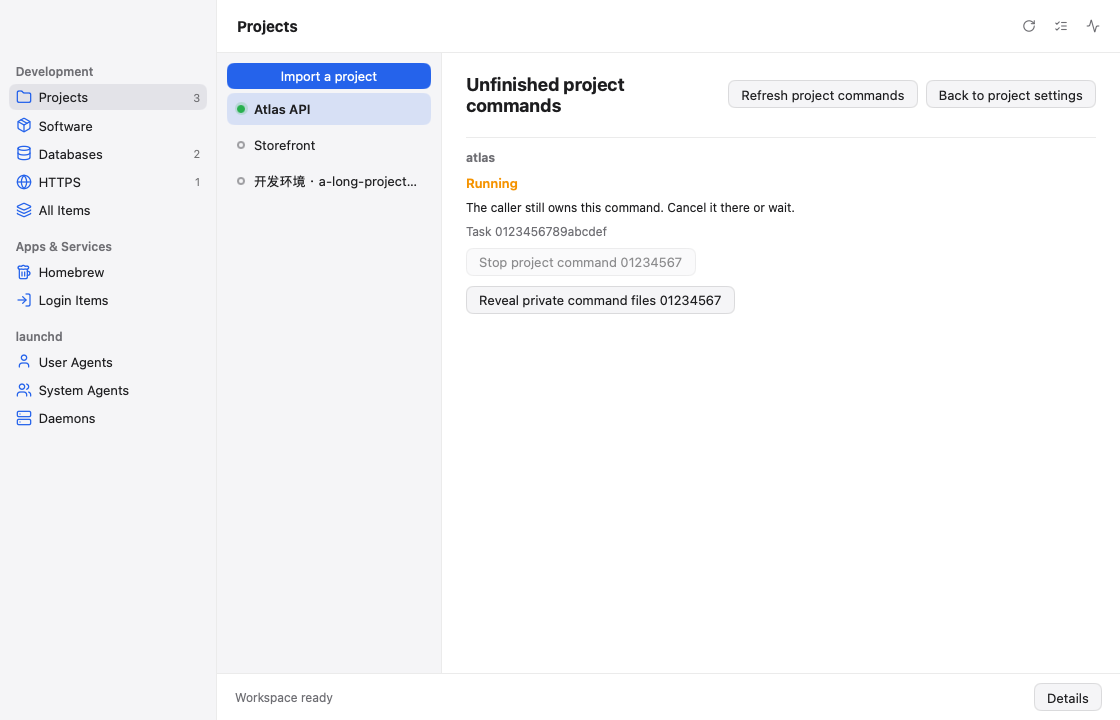 Projects
Development
Projects 3
Software
Databases 2
HTTPS 1
All Items
Apps & Services
Homebrew
Login Items
launchd
User Agents
System Agents
Daemons
Import a project
Atlas API
Storefront
开发环境 · a-long-project...
Unfinished project
commands
Refresh project commands
Back to project settings
atlas
Running
The caller still owns this command. Cancel it there or wait.
Task 0123456789abcdef
Stop project command 01234567
Reveal private command files 01234567
Workspace ready
Details